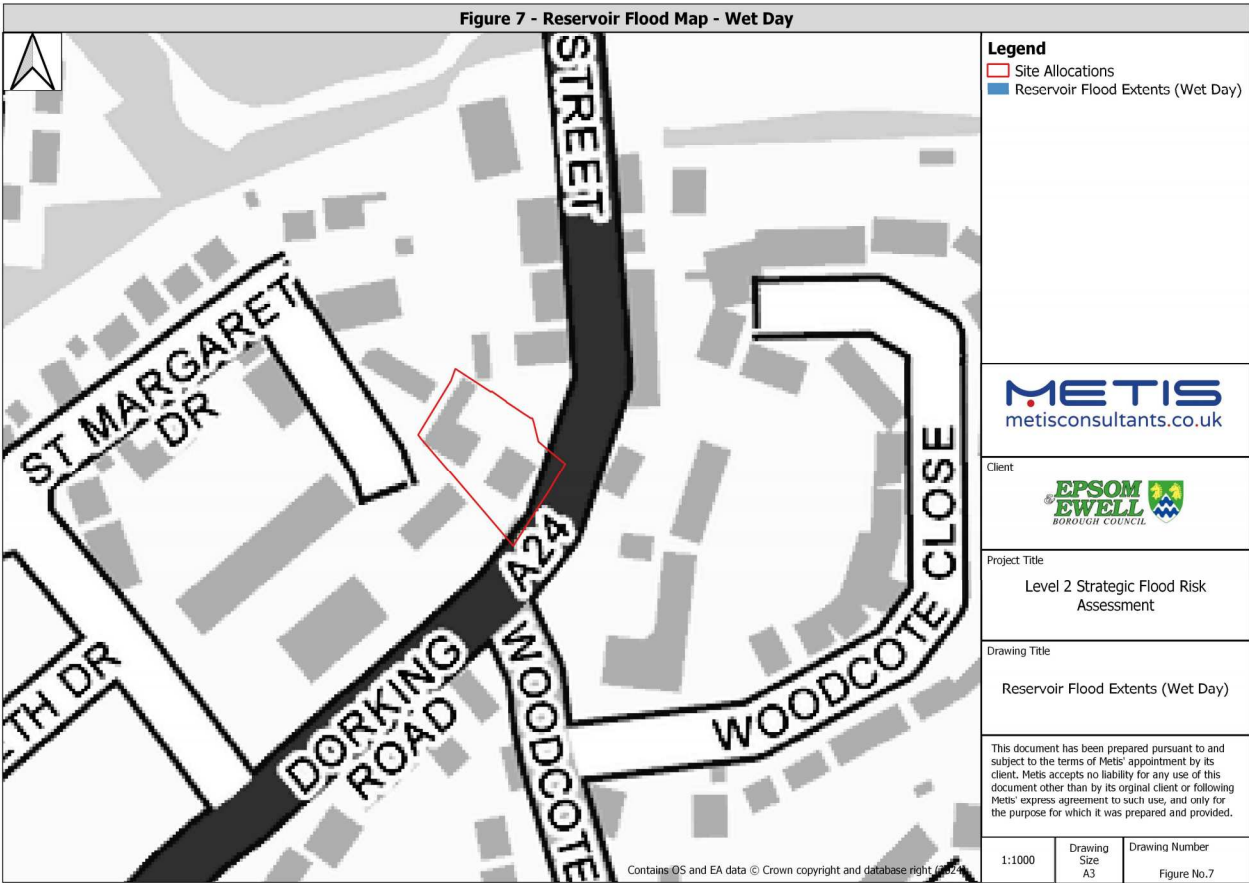 Figure 7 - Reservoir Flood Map - Wet Day
STREET
ST MARGARET
DR
TH DR
DORKING
ROAD
A24
WOODCOTE
WOODCOTE CLOSE
Contains OS and EA data © Crown copyright and database right
Legend
Site Allocations
Reservoir Flood Extents (Wet Day)
METIS
metisconsultants.co.uk
Client
EPSOM
& EWELL
BOROUGH COUNCIL
Project Title
Level 2 Strategic Flood Risk
Assessment
Drawing Title
Reservoir Flood Extents (Wet Day)
This document has been prepared pursuant to and
subject to the terms of Metis' appointment by its
client. Metis accepts no liability for any use of this
document other than by its orginal client or following
Metis' express agreement to such use, and only for
the purpose for which it was prepared and provided.
1:1000
Drawing
Size
A3
Drawing Number
Figure No.7